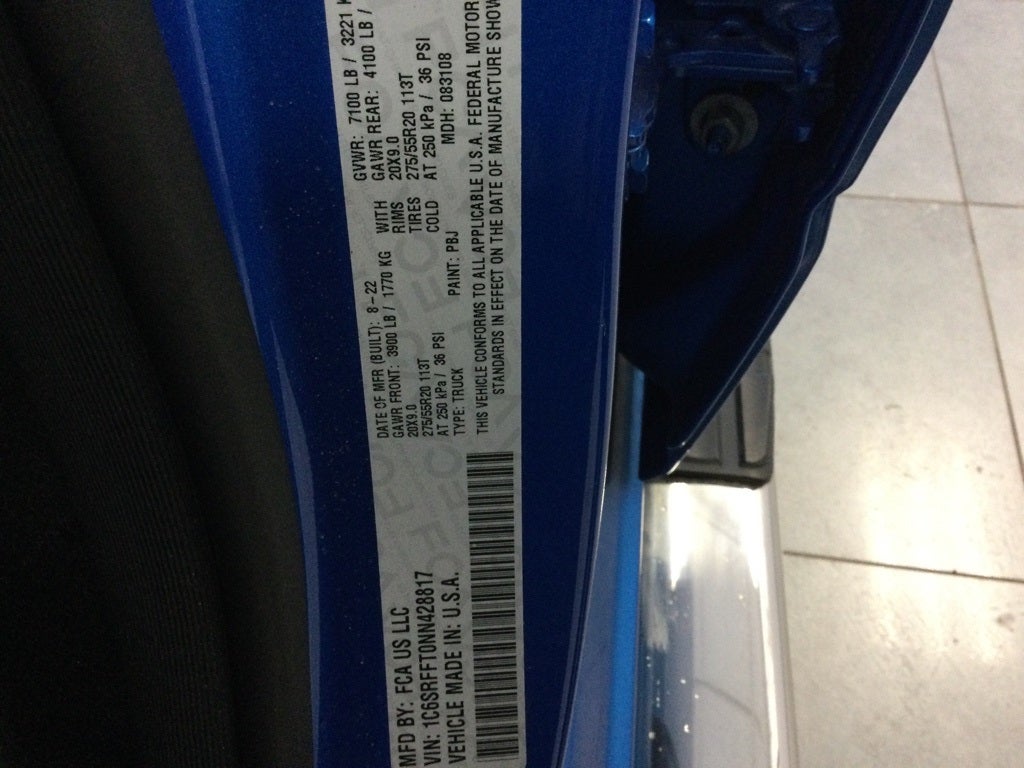 MFD BY: FCA US LLC
VIN: 1C6SRFFT0NN428817
VEHICLE MADE IN: U.S.A.
DATE OF MFR (BUILT): 8-22 GVWR: 7100 LB / 3221 K
GAWR FRONT: 3900 LB / 1770 KG WITH GAWR REAR: 4100 LB /
20X9.0 RIMS 20X9.0
275/55R20 113T TIRES 275/55R20 113T
AT 250 kPa / 36 PSI COLD AT 250 kPa / 36 PSI
TYPE: TRUCK PAINT: PBJ MDH: 083108
THIS VEHICLE CONFORMS TO ALL APPLICABLE U.S.A. FEDERAL MOTOR
STANDARDS IN EFFECT ON THE DATE OF MANUFACTURE SHOW